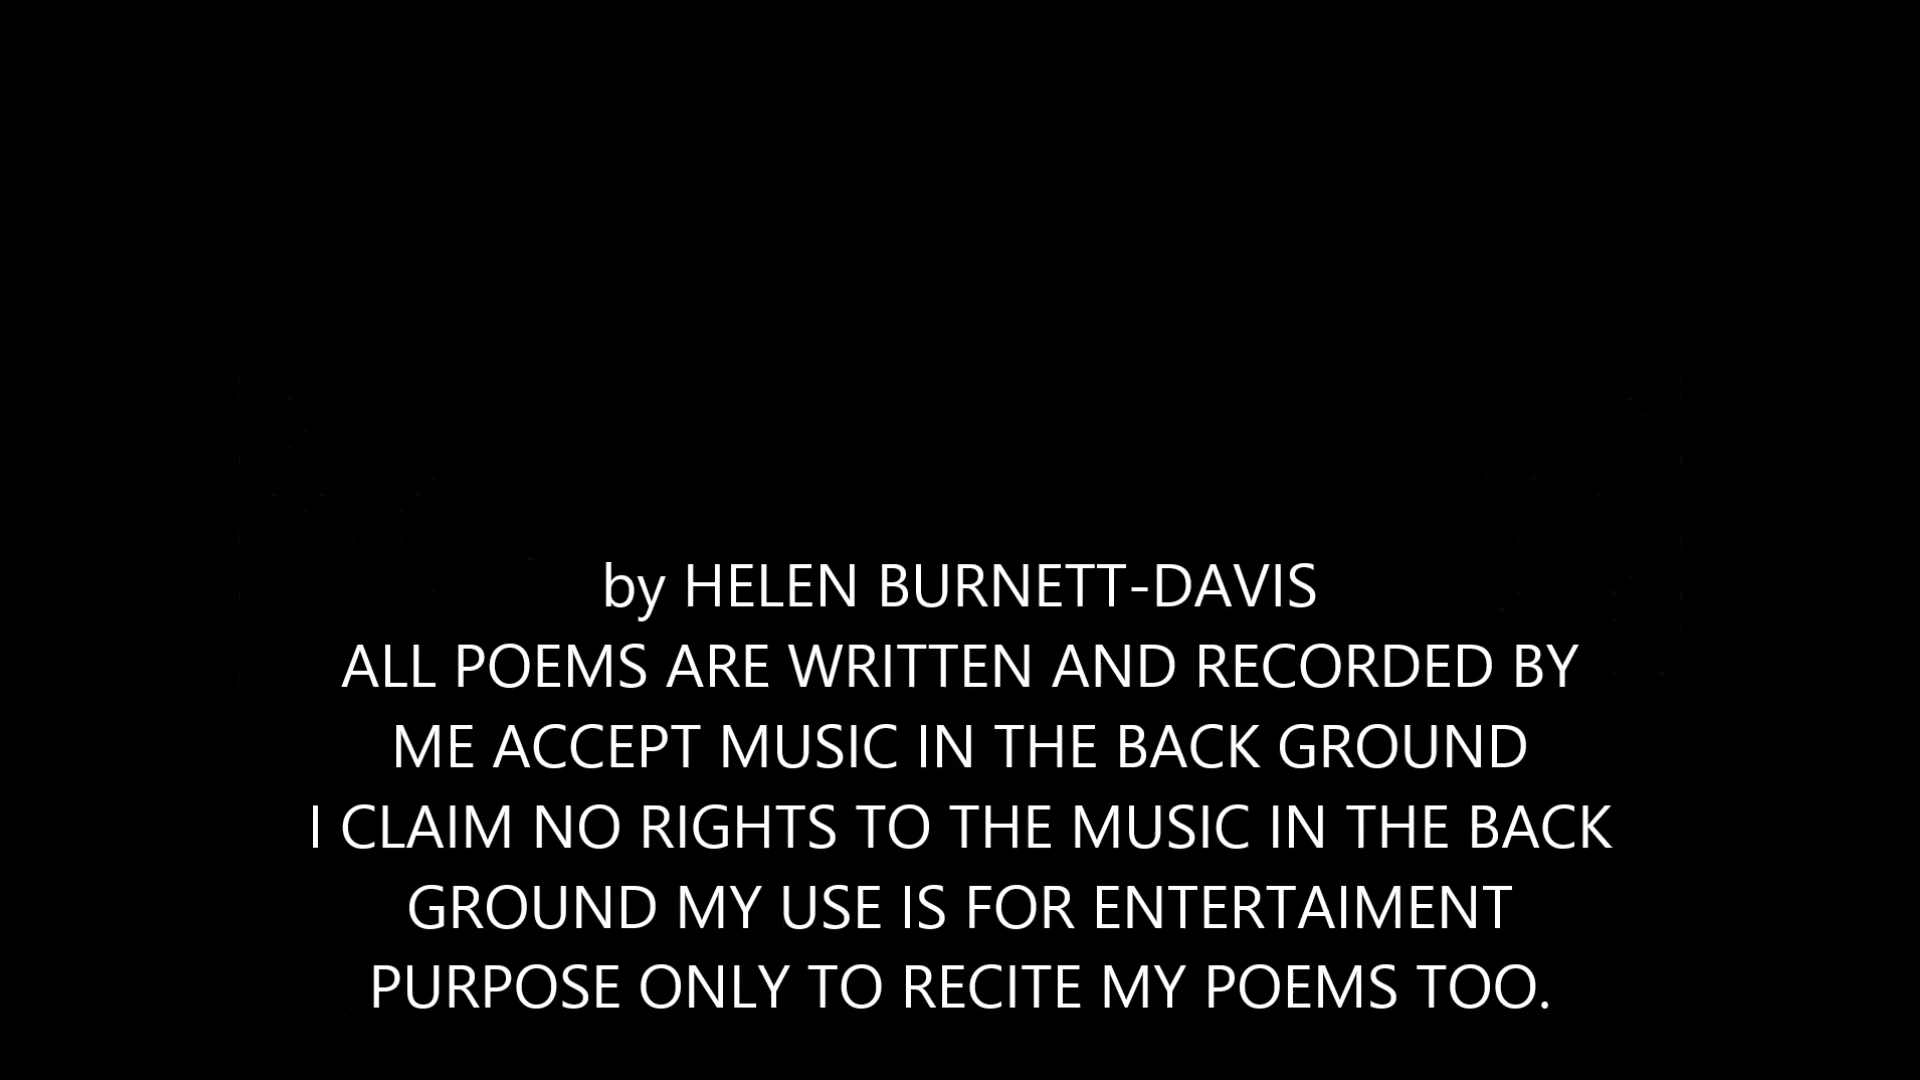 by HELEN BURNETT-DAVIS
ALL POEMS ARE WRITTEN AND RECORDED BY
ME ACCEPT MUSIC IN THE BACK GROUND
I CLAIM NO RIGHTS TO THE MUSIC IN THE BACK
GROUND MY USE IS FOR ENTERTAIMENT
PURPOSE ONLY TO RECITE MY POEMS TOO.